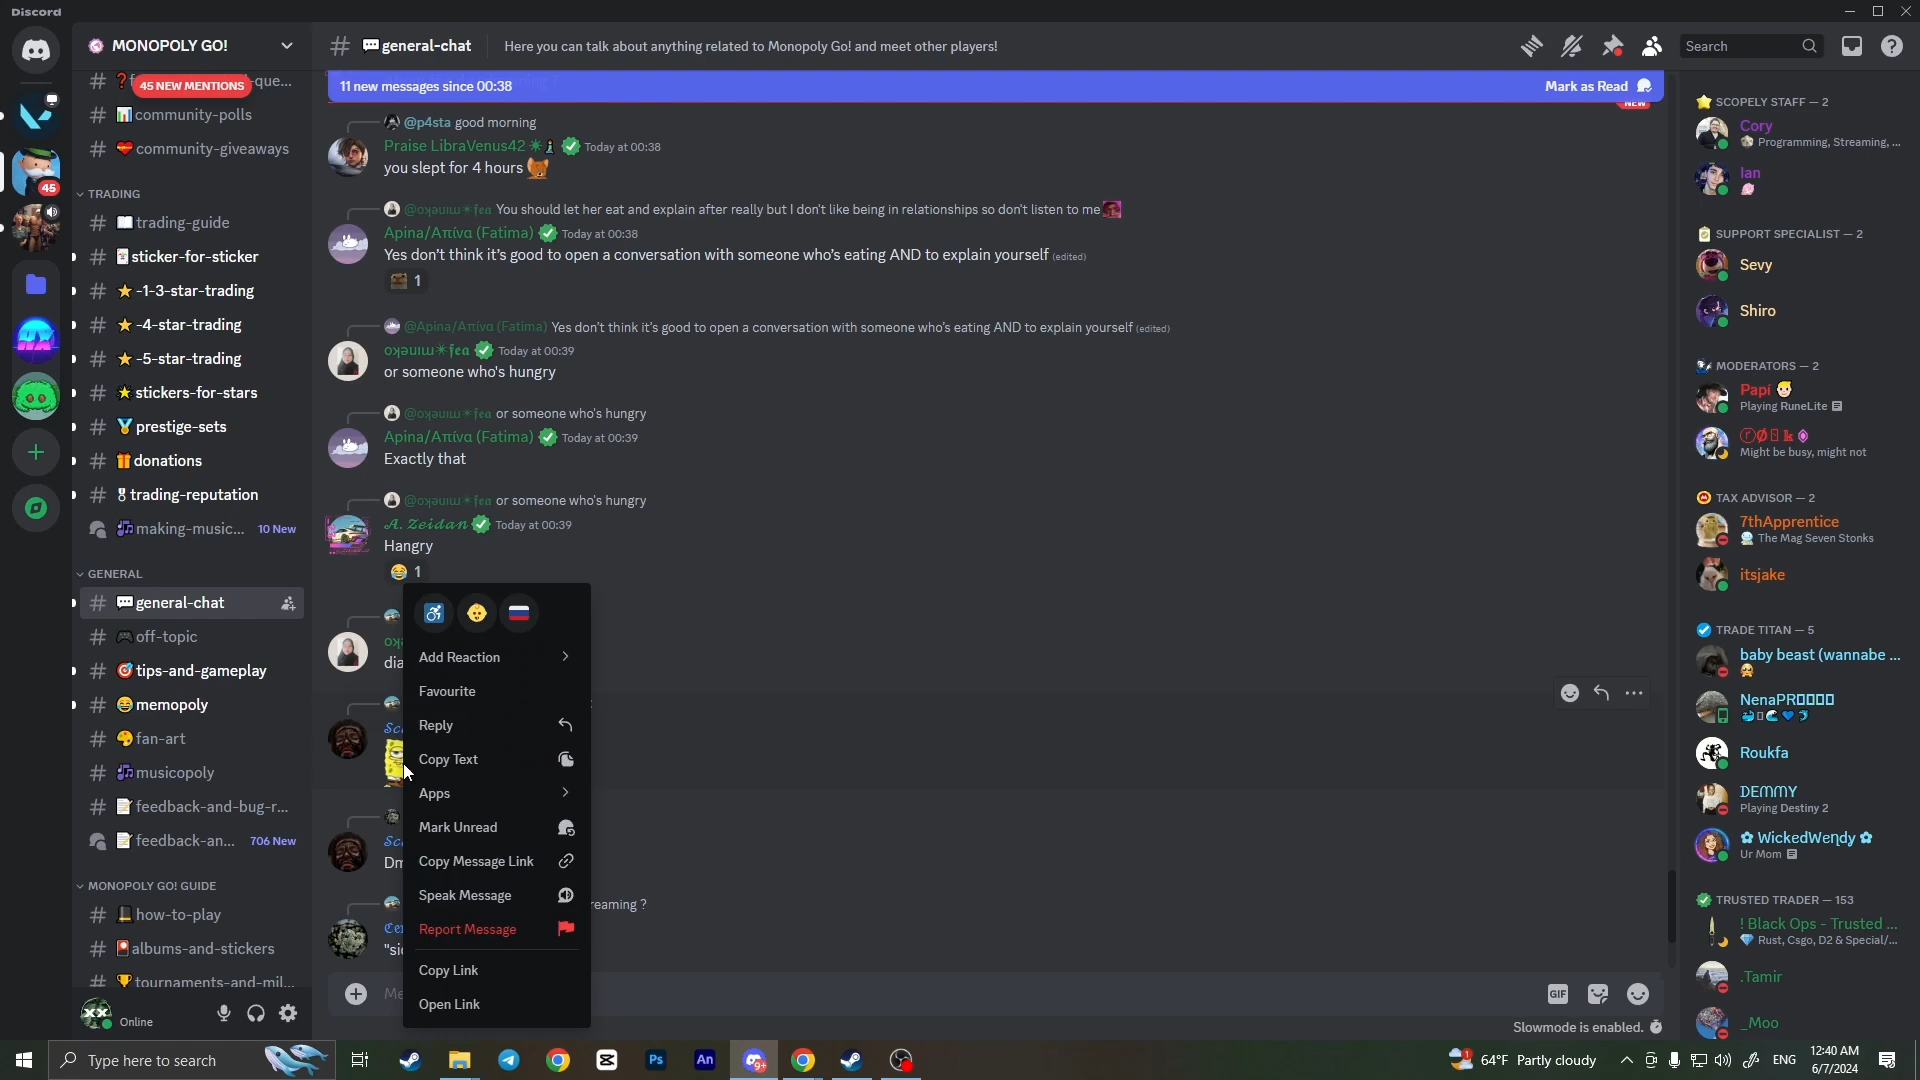 Discord
MONOPOLY GO!
general-chat
Here you can talk about anything related to Monopoly Go! and meet other players!
Search
45 NEW MENTIONS
que...
community-polls
community-giveaways
TRADING
trading-guide
sticker-for-sticker
-1-3-star-trading
-4-star-trading
-5-star-trading
stickers-for-stars
prestige-sets
donations
trading-reputation
making-music... 10 New
GENERAL
general-chat
off-topic
tips-and-gameplay
memopoly
fan-art
musicopoly
feedback-and-bug-r...
feedback-an... 706 New
MONOPOLY GO! GUIDE
how-to-play
albums-and-stickers
tournaments-and-mil...
Online
45
11 new messages since 00:38
Mark as Read
NEW
@p4sta good morning
Praise LibraVenus42 Today at 00:38
you slept for 4 hours
You should let her eat and explain after really but I don't like being in relationships so don't listen to me
Apina/Απίνα (Fatima) Today at 00:38
Yes don't think it's good to open a conversation with someone who's eating AND to explain yourself (edited)
1
@Apina/Απίνα (Fatima) Yes don't think it's good to open a conversation with someone who's eating AND to explain yourself (edited)
Today at 00:39
or someone who's hungry
or someone who's hungry
Apina/Απίνα (Fatima) Today at 00:39
Exactly that
or someone who's hungry
A. Zeidan Today at 00:39
Hangry
1
dia
Dm
reaming ?
"si
Add Reaction
Favourite
Reply
Copy Text
Apps
Mark Unread
Copy Message Link
Speak Message
Report Message
Copy Link
Open Link
GIF
Slowmode is enabled.
SCOPELY STAFF — 2
Cory
Programming, Streaming, ...
Ian
SUPPORT SPECIALIST — 2
Sevy
Shiro
MODERATORS — 2
Papí
Playing RuneLite
Might be busy, might not
TAX ADVISOR — 2
7thApprentice
The Mag Seven Stonks
itsjake
TRADE TITAN — 5
baby beast (wannabe ...
NenaPR
Roukfa
DEMMY
Playing Destiny 2
✿ WickedWeηdy ✿
Ur Mom
TRUSTED TRADER — 153
! Black Ops - Trusted ...
Rust, Csgo, D2 & Special/...
.Tamir
_Moo
Type here to search
Ps
An
9+
64°F Partly cloudy
ENG
12:40 AM
6/7/2024